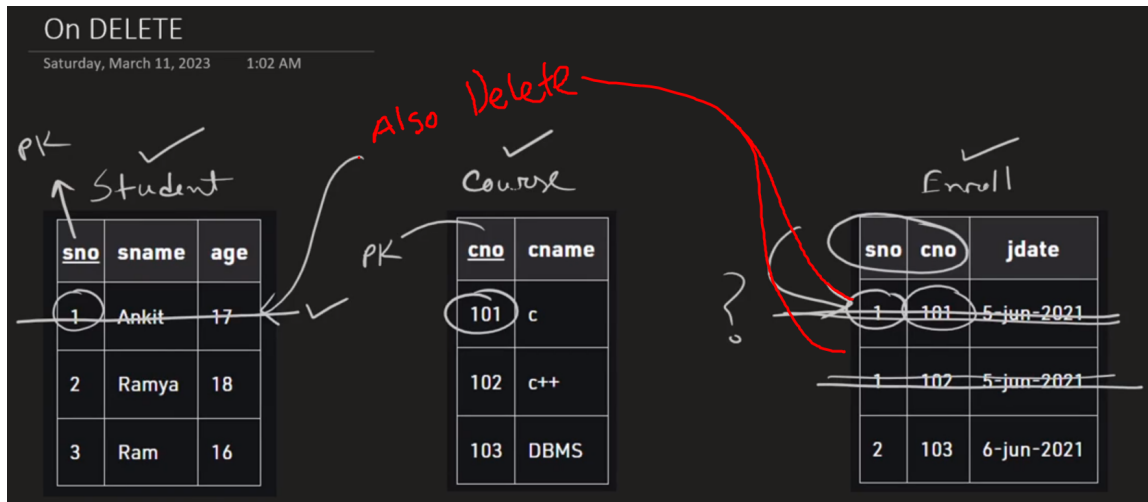 On DELETE
Saturday, March 11, 2023 1:02 AM
Also Delete
PK
Student
sno sname age
1 Ankit 17
2 Ramya 18
3 Ram 16
Course
PK
cno cname
101 c
102 c++
103 DBMS
Enroll
?
sno cno jdate
1 101 5-jun-2021
1 102 5-jun-2021
2 103 6-jun-2021